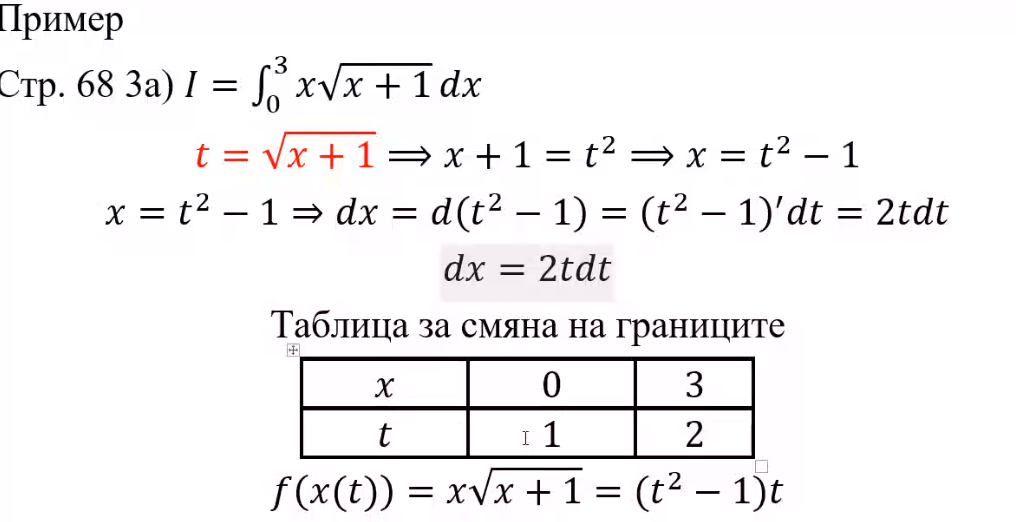 Пример
Стр. 68 3а) I = ∫₀³ x√(x + 1) dx
t = √(x + 1) ⟹ x + 1 = t² ⟹ x = t² − 1
x = t² − 1 ⇒ dx = d(t² − 1) = (t² − 1)′dt = 2tdt
dx = 2tdt
Таблица за смяна на границите
x 0 3
t 1 2
f(x(t)) = x√(x + 1) = (t² − 1)t